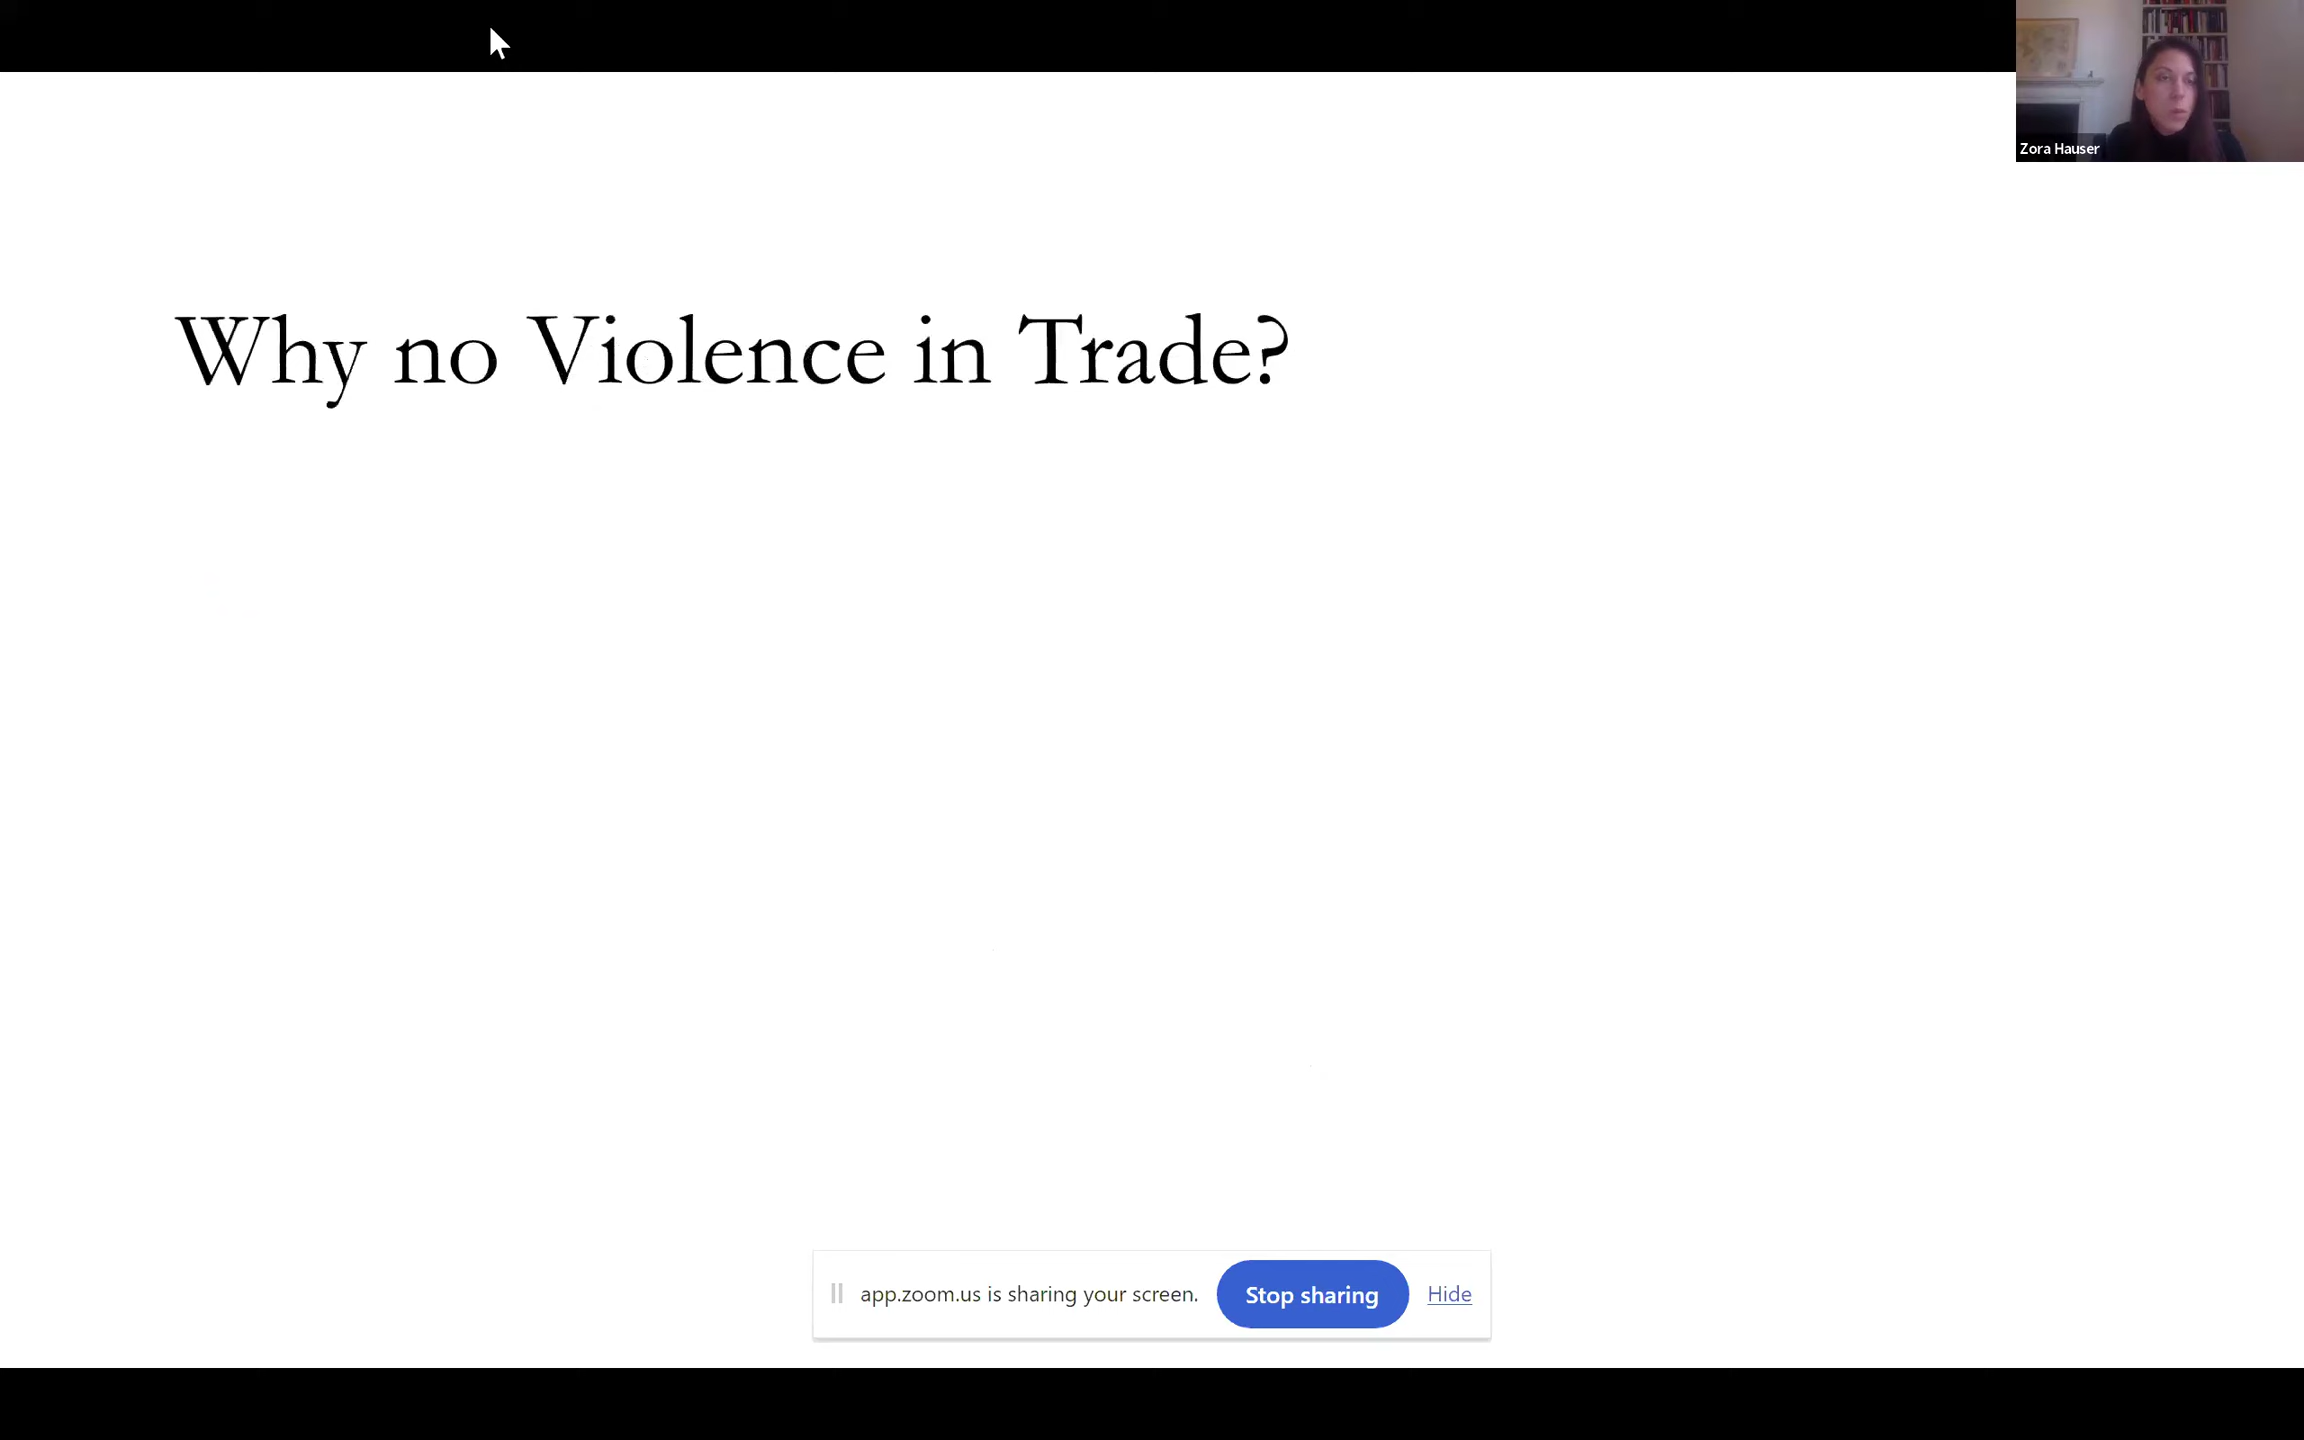 Zora Hauser
Why no Violence in Trade?
app.zoom.us is sharing your screen. Stop sharing Hide